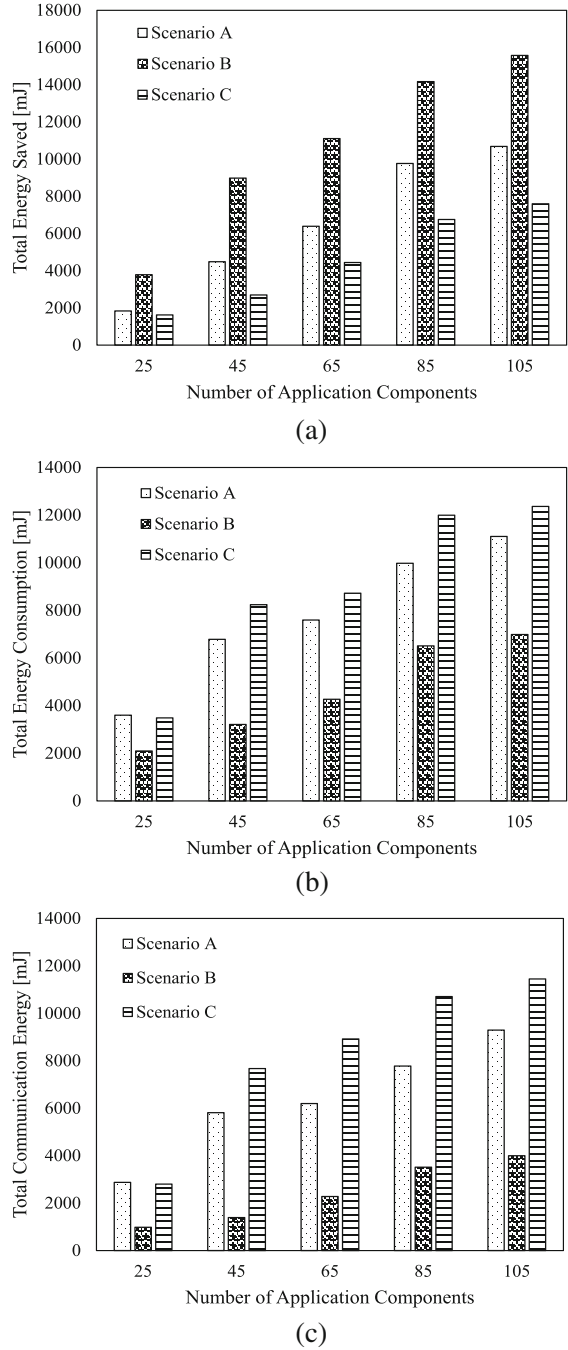 18000
16000
14000
12000
10000
8000
6000
4000
2000
0
Total Energy Saved [mJ]
Scenario A
Scenario B
Scenario C
25 45 65 85 105
Number of Application Components
(a)
14000
12000
10000
8000
6000
4000
2000
0
Total Energy Consumption [mJ]
Scenario A
Scenario B
Scenario C
25 45 65 85 105
Number of Application Components
(b)
14000
12000
10000
8000
6000
4000
2000
0
Total Communication Energy [mJ]
Scenario A
Scenario B
Scenario C
25 45 65 85 105
Number of Application Components
(c)